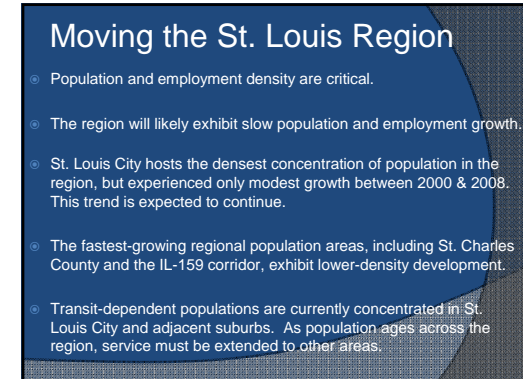 Moving the St. Louis Region
Population and employment density are critical.
The region will likely exhibit slow population and employment growth.
St. Louis City hosts the densest concentration of population in the
region, but experienced only modest growth between 2000 & 2008.
This trend is expected to continue.
The fastest-growing regional population areas, including St. Charles
County and the IL-159 corridor, exhibit lower-density development.
Transit-dependent populations are currently concentrated in St.
Louis City and adjacent suburbs.  As population ages across the
region, service must be extended to other areas.